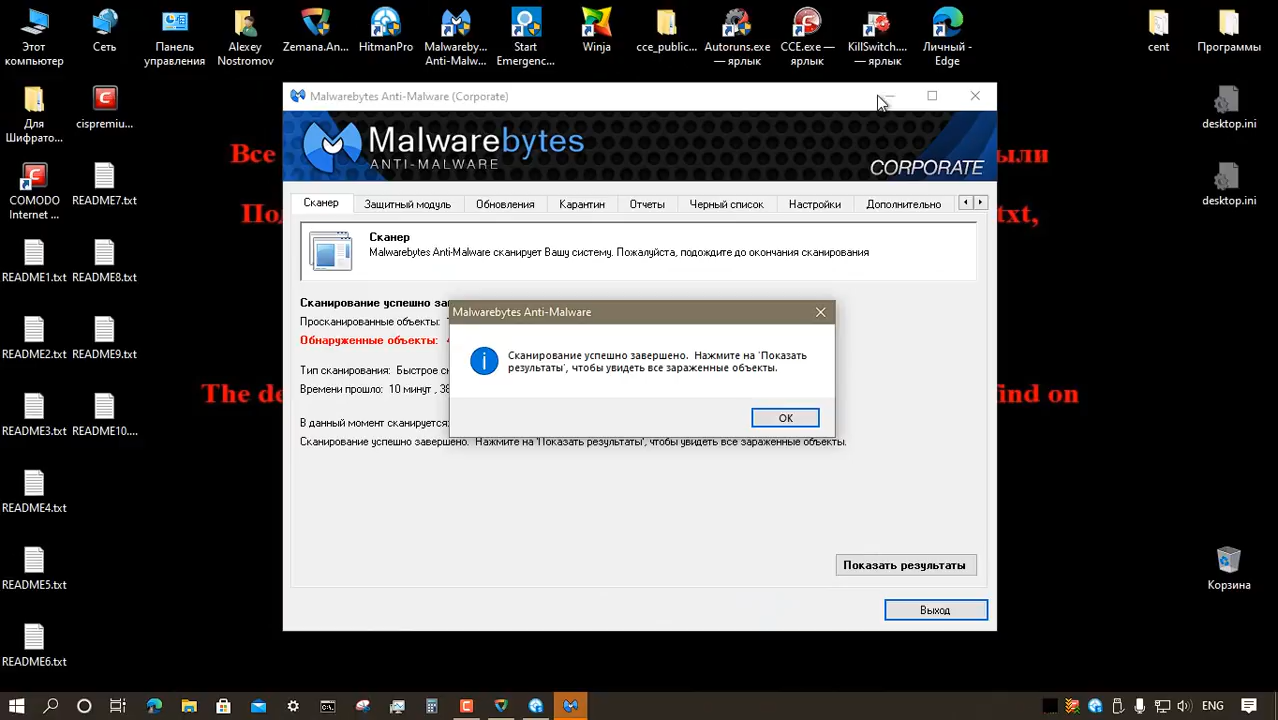 Этот компьютер
Сеть
Панель управления
Alexey Nostromov
Zemana.An...
HitmanPro
Malwareby... Anti-Malw...
Start Emergenc...
Winja
cce_public...
Autoruns.exe — ярлык
CCE.exe — ярлык
KillSwitch.... — ярлык
Личный - Edge
cent
Программы
Для Шифрато...
cispremiu...
desktop.ini
COMODO Internet ...
README7.txt
desktop.ini
README1.txt
README8.txt
README2.txt
README9.txt
README3.txt
README10....
README4.txt
README5.txt
README6.txt
Корзина
Все
ыли
txt,
The de
ind on
Malwarebytes Anti-Malware (Corporate)
Malwarebytes
ANTI-MALWARE
CORPORATE
Сканер
Защитный модуль
Обновления
Карантин
Отчеты
Черный список
Настройки
Дополнительно
Сканер
Malwarebytes Anti-Malware сканирует Вашу систему. Пожалуйста, подождите до окончания сканирования
Сканирование успешно за
Просканированные объекты:
Обнаруженные объекты:
Тип сканирования: Быстрое с
Времени прошло: 10 минут , 38
В данный момент сканируется:
Сканирование успешно завершено. Нажмите на 'Показать результаты', чтобы увидеть все зараженные объекты.
Malwarebytes Anti-Malware
Сканирование успешно завершено. Нажмите на 'Показать
результаты', чтобы увидеть все зараженные объекты.
OK
Показать результаты
Выход
ENG